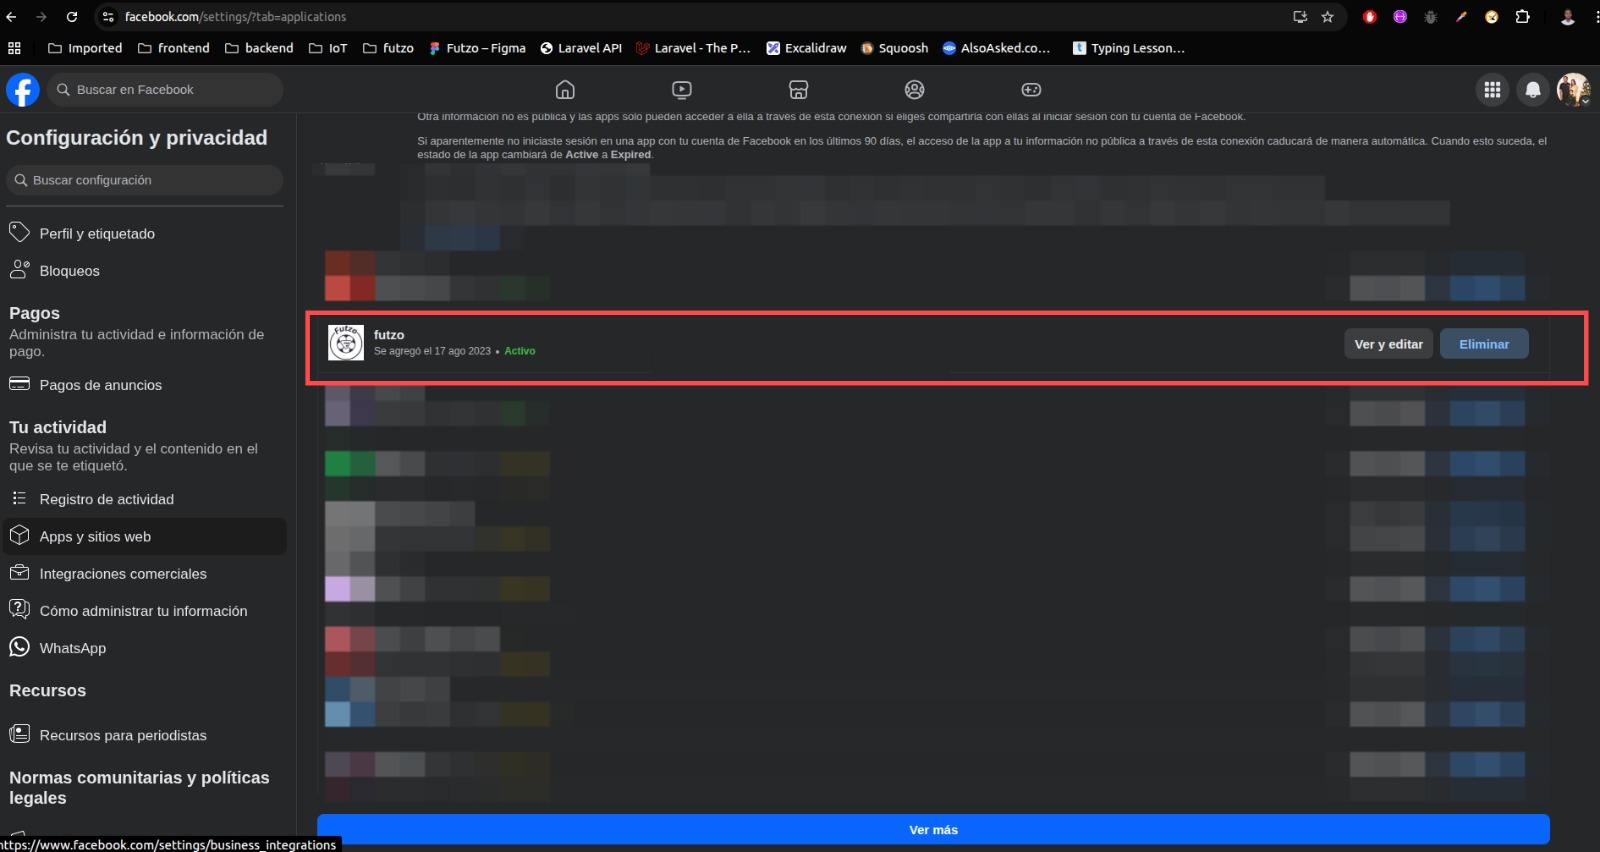 facebook.com/settings/?tab=applications
Imported frontend backend IoT futzo Futzo – Figma Laravel API Laravel - The P... Excalidraw Squoosh AlsoAsked.co... Typing Lesson...
Buscar en Facebook
Configuración y privacidad
Buscar configuración
Perfil y etiquetado
Bloqueos
Pagos
Administra tu actividad e información de
pago.
Pagos de anuncios
Tu actividad
Revisa tu actividad y el contenido en el
que se te etiquetó.
Registro de actividad
Apps y sitios web
Integraciones comerciales
Cómo administrar tu información
WhatsApp
Recursos
Recursos para periodistas
Normas comunitarias y políticas
legales
https://www.facebook.com/settings/business_integrations
Otra información no es pública y las apps solo pueden acceder a ella a través de esta conexión si eliges compartirla con ellas al iniciar sesión con tu cuenta de Facebook.
Si aparentemente no iniciaste sesión en una app con tu cuenta de Facebook en los últimos 90 días, el acceso de la app a tu información no pública a través de esta conexión caducará de manera automática. Cuando esto suceda, el
estado de la app cambiará de Active a Expired.
Futzo
futzo
Se agregó el 17 ago 2023 • Activo
Ver y editar
Eliminar
Ver más